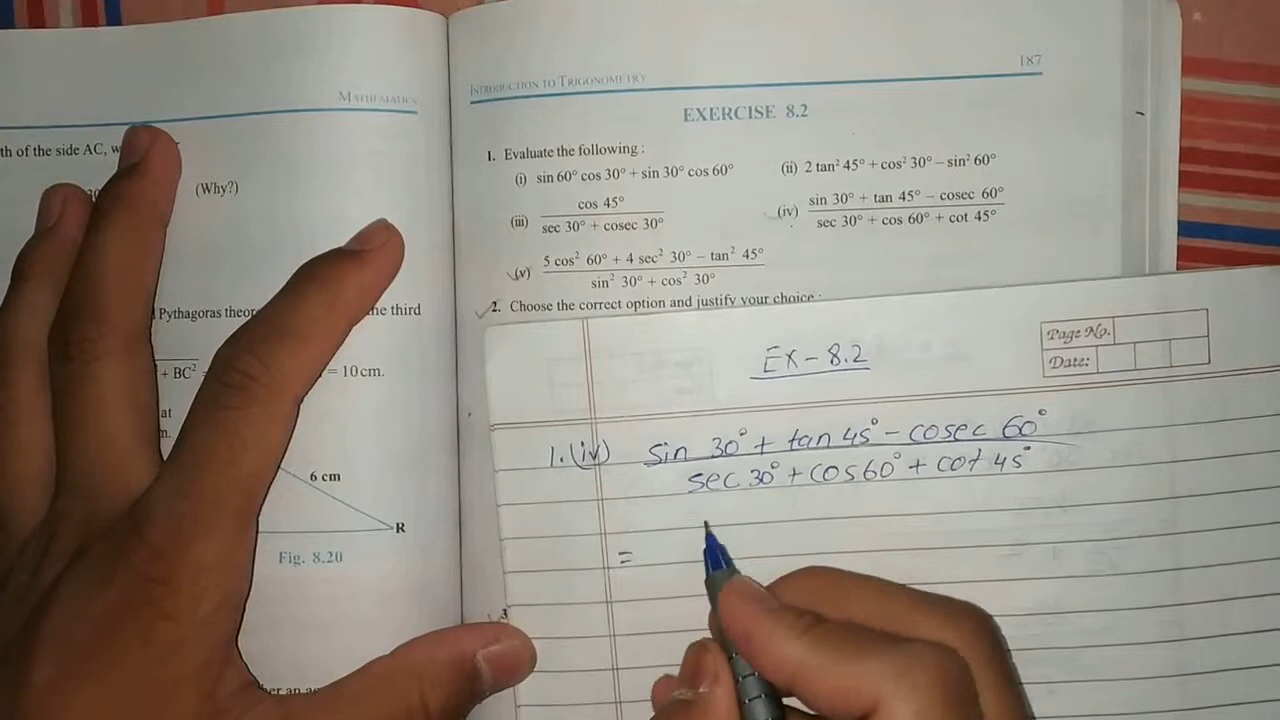 MATHEMATICS
th of the side AC, w
(Why?)
Pythagoras theor
he third
+ BC²
= 10 cm.
at
m.
6 cm
R
Fig. 8.20
INTRODUCTION TO TRIGONOMETRY
187
EXERCISE 8.2
1. Evaluate the following :
(i) sin 60° cos 30° + sin 30° cos 60°
(ii) 2 tan² 45° + cos² 30° – sin² 60°
(iii) cos 45°
sec 30° + cosec 30°
(iv) sin 30° + tan 45° – cosec 60°
sec 30° + cos 60° + cot 45°
(v) 5 cos² 60° + 4 sec² 30° – tan² 45°
sin² 30° + cos² 30°
2. Choose the correct option and justify your choice :
Page No.
Date:
Ex-8.2
1.(iv) sin 30° + tan 45° - cosec 60°
sec 30° + cos 60° + cot 45°
=
3